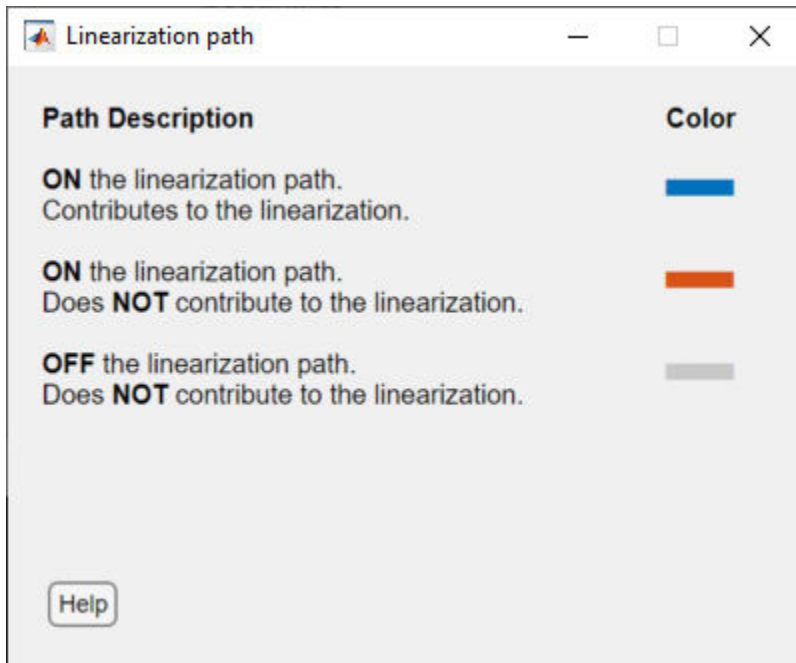 Linearization path
Path Description Color
ON the linearization path.
Contributes to the linearization.
ON the linearization path.
Does NOT contribute to the linearization.
OFF the linearization path.
Does NOT contribute to the linearization.
Help